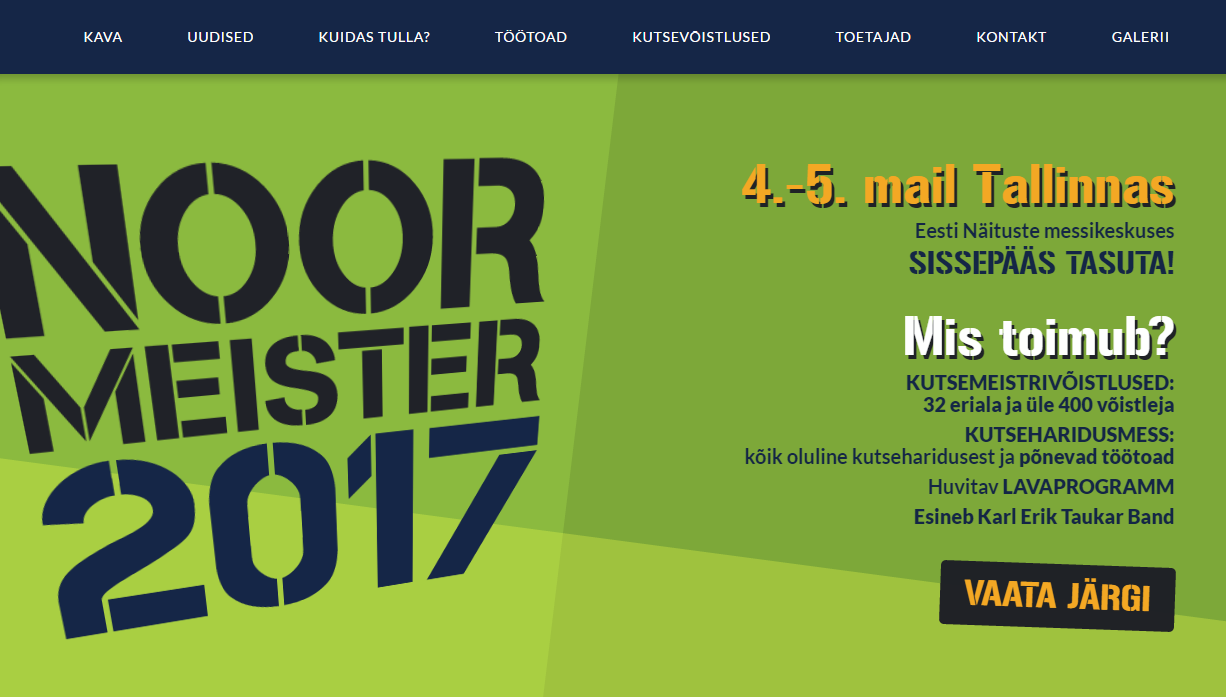 KAVA UUDISED KUIDAS TULLA? TÖÖTOAD KUTSEVÕISTLUSED TOETAJAD KONTAKT GALERII
NOOR
MEISTER
2017
4.-5. mail Tallinnas
Eesti Näituste messikeskuses
SISSEPÄÄS TASUTA!
Mis toimub?
KUTSEMEISTRIVÕISTLUSED:
32 eriala ja üle 400 võistleja
KUTSEHARIDUSMESS:
kõik oluline kutseharidusest ja põnevad töötoad
Huvitav LAVAPROGRAMM
Esineb Karl Erik Taukar Band
VAATA JÄRGI